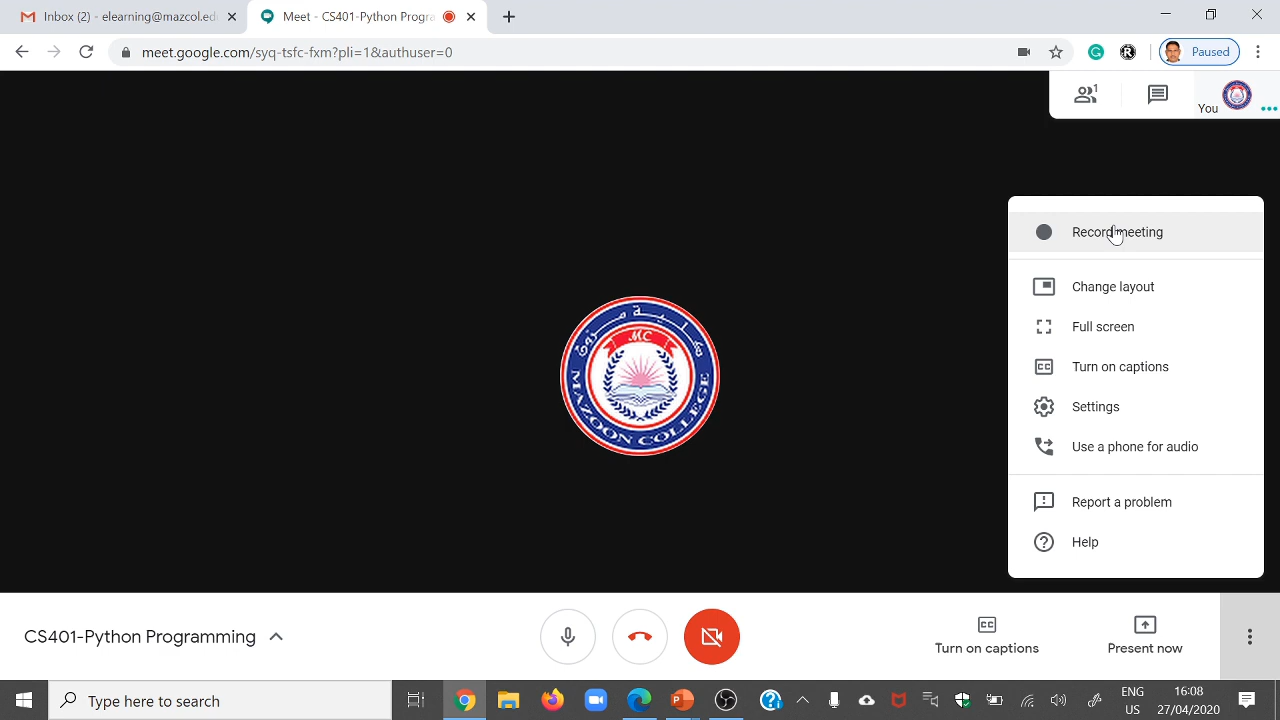 Inbox (2) - elearning@mazcol.ed
Meet - CS401-Python Progra
meet.google.com/syq-tsfc-fxm?pli=1&authuser=0
Paused
1
You
Record meeting
Change layout
Full screen
Turn on captions
Settings
Use a phone for audio
Report a problem
Help
كلية مزون
MC
MAZOON COLLEGE
CS401-Python Programming
Turn on captions
Present now
Type here to search
ENG
US
16:08
27/04/2020